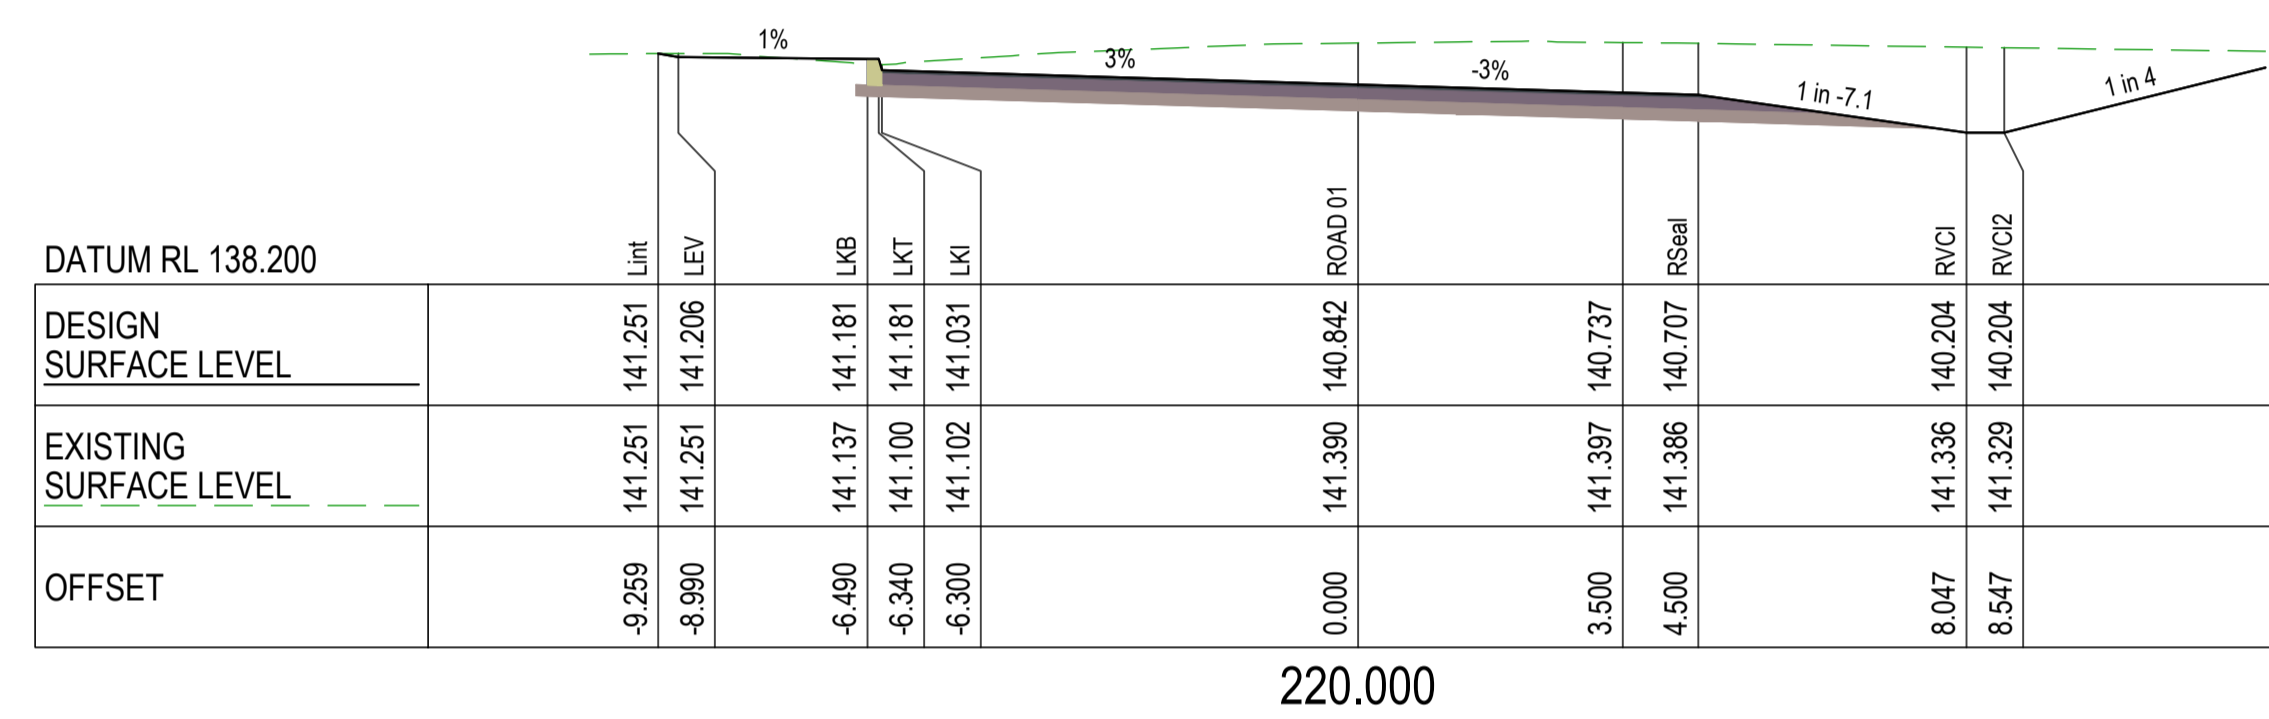 1%
3%
-3%
1 in -7.1
1 in 4
DATUM RL 138.200
Lint
LEV
LKB
LKT
LKI
ROAD 01
RSeal
RVCI
RVCI2
DESIGN
SURFACE LEVEL
141.251
141.206
141.181
141.181
141.031
140.842
140.737
140.707
140.204
140.204
EXISTING
SURFACE LEVEL
141.251
141.251
141.137
141.100
141.102
141.390
141.397
141.386
141.336
141.329
OFFSET
-9.259
-8.990
-6.490
-6.340
-6.300
0.000
3.500
4.500
8.047
8.547
220.000